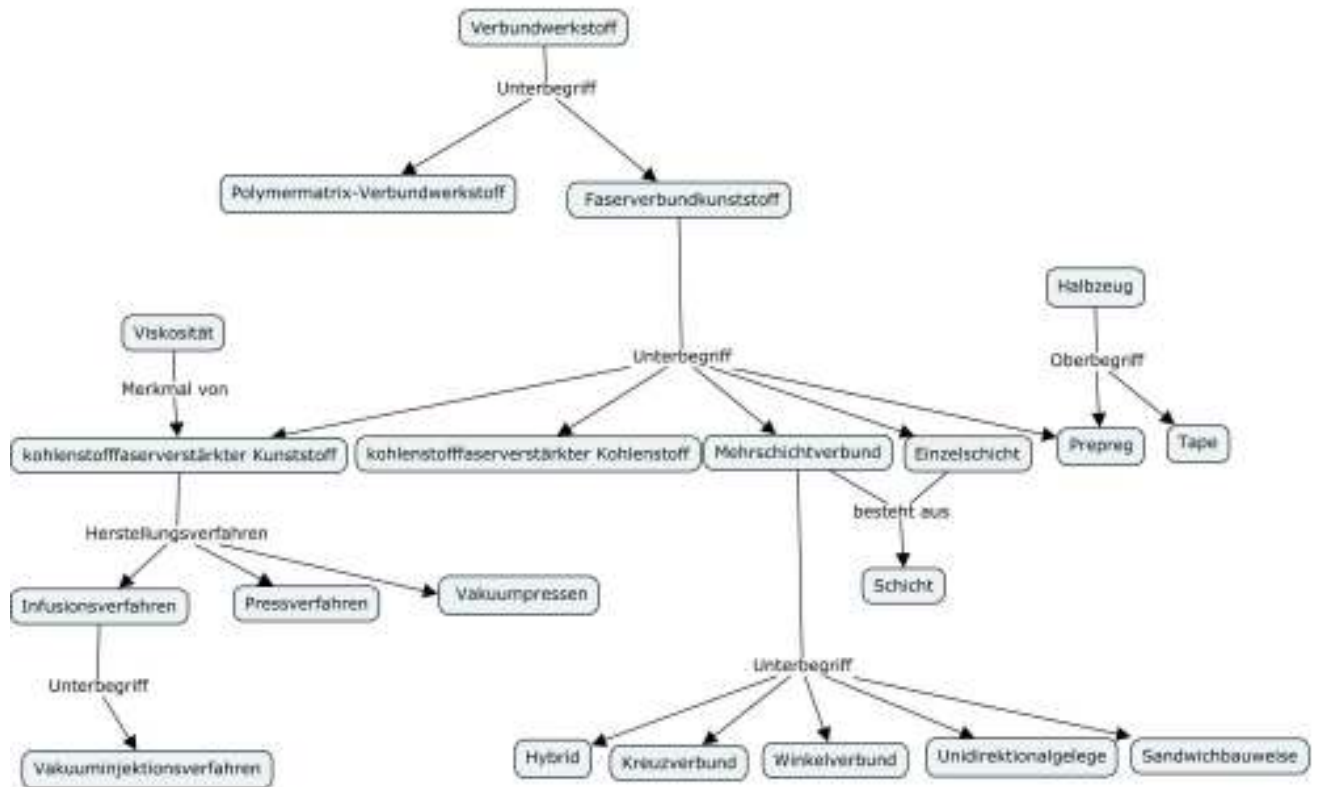 Verbundwerkstoff
Unterbegriff
Polymermatrix-Verbundwerkstoff
Faserverbundkunststoff
Halbzeug
Viskosität
Unterbegriff
Oberbegriff
Merkmal von
kohlenstofffaserverstärkter Kunststoff
kohlenstofffaserverstärkter Kohlenstoff
Mehrschichtverbund
Einzelschicht
Prepreg
Tape
besteht aus
Herstellungsverfahren
Schicht
Infusionsverfahren
Pressverfahren
Vakuumpressen
Unterbegriff
Unterbegriff
Vakuuminjektionsverfahren
Hybrid
Kreuzverbund
Winkelverbund
Unidirektionalgelege
Sandwichbauweise